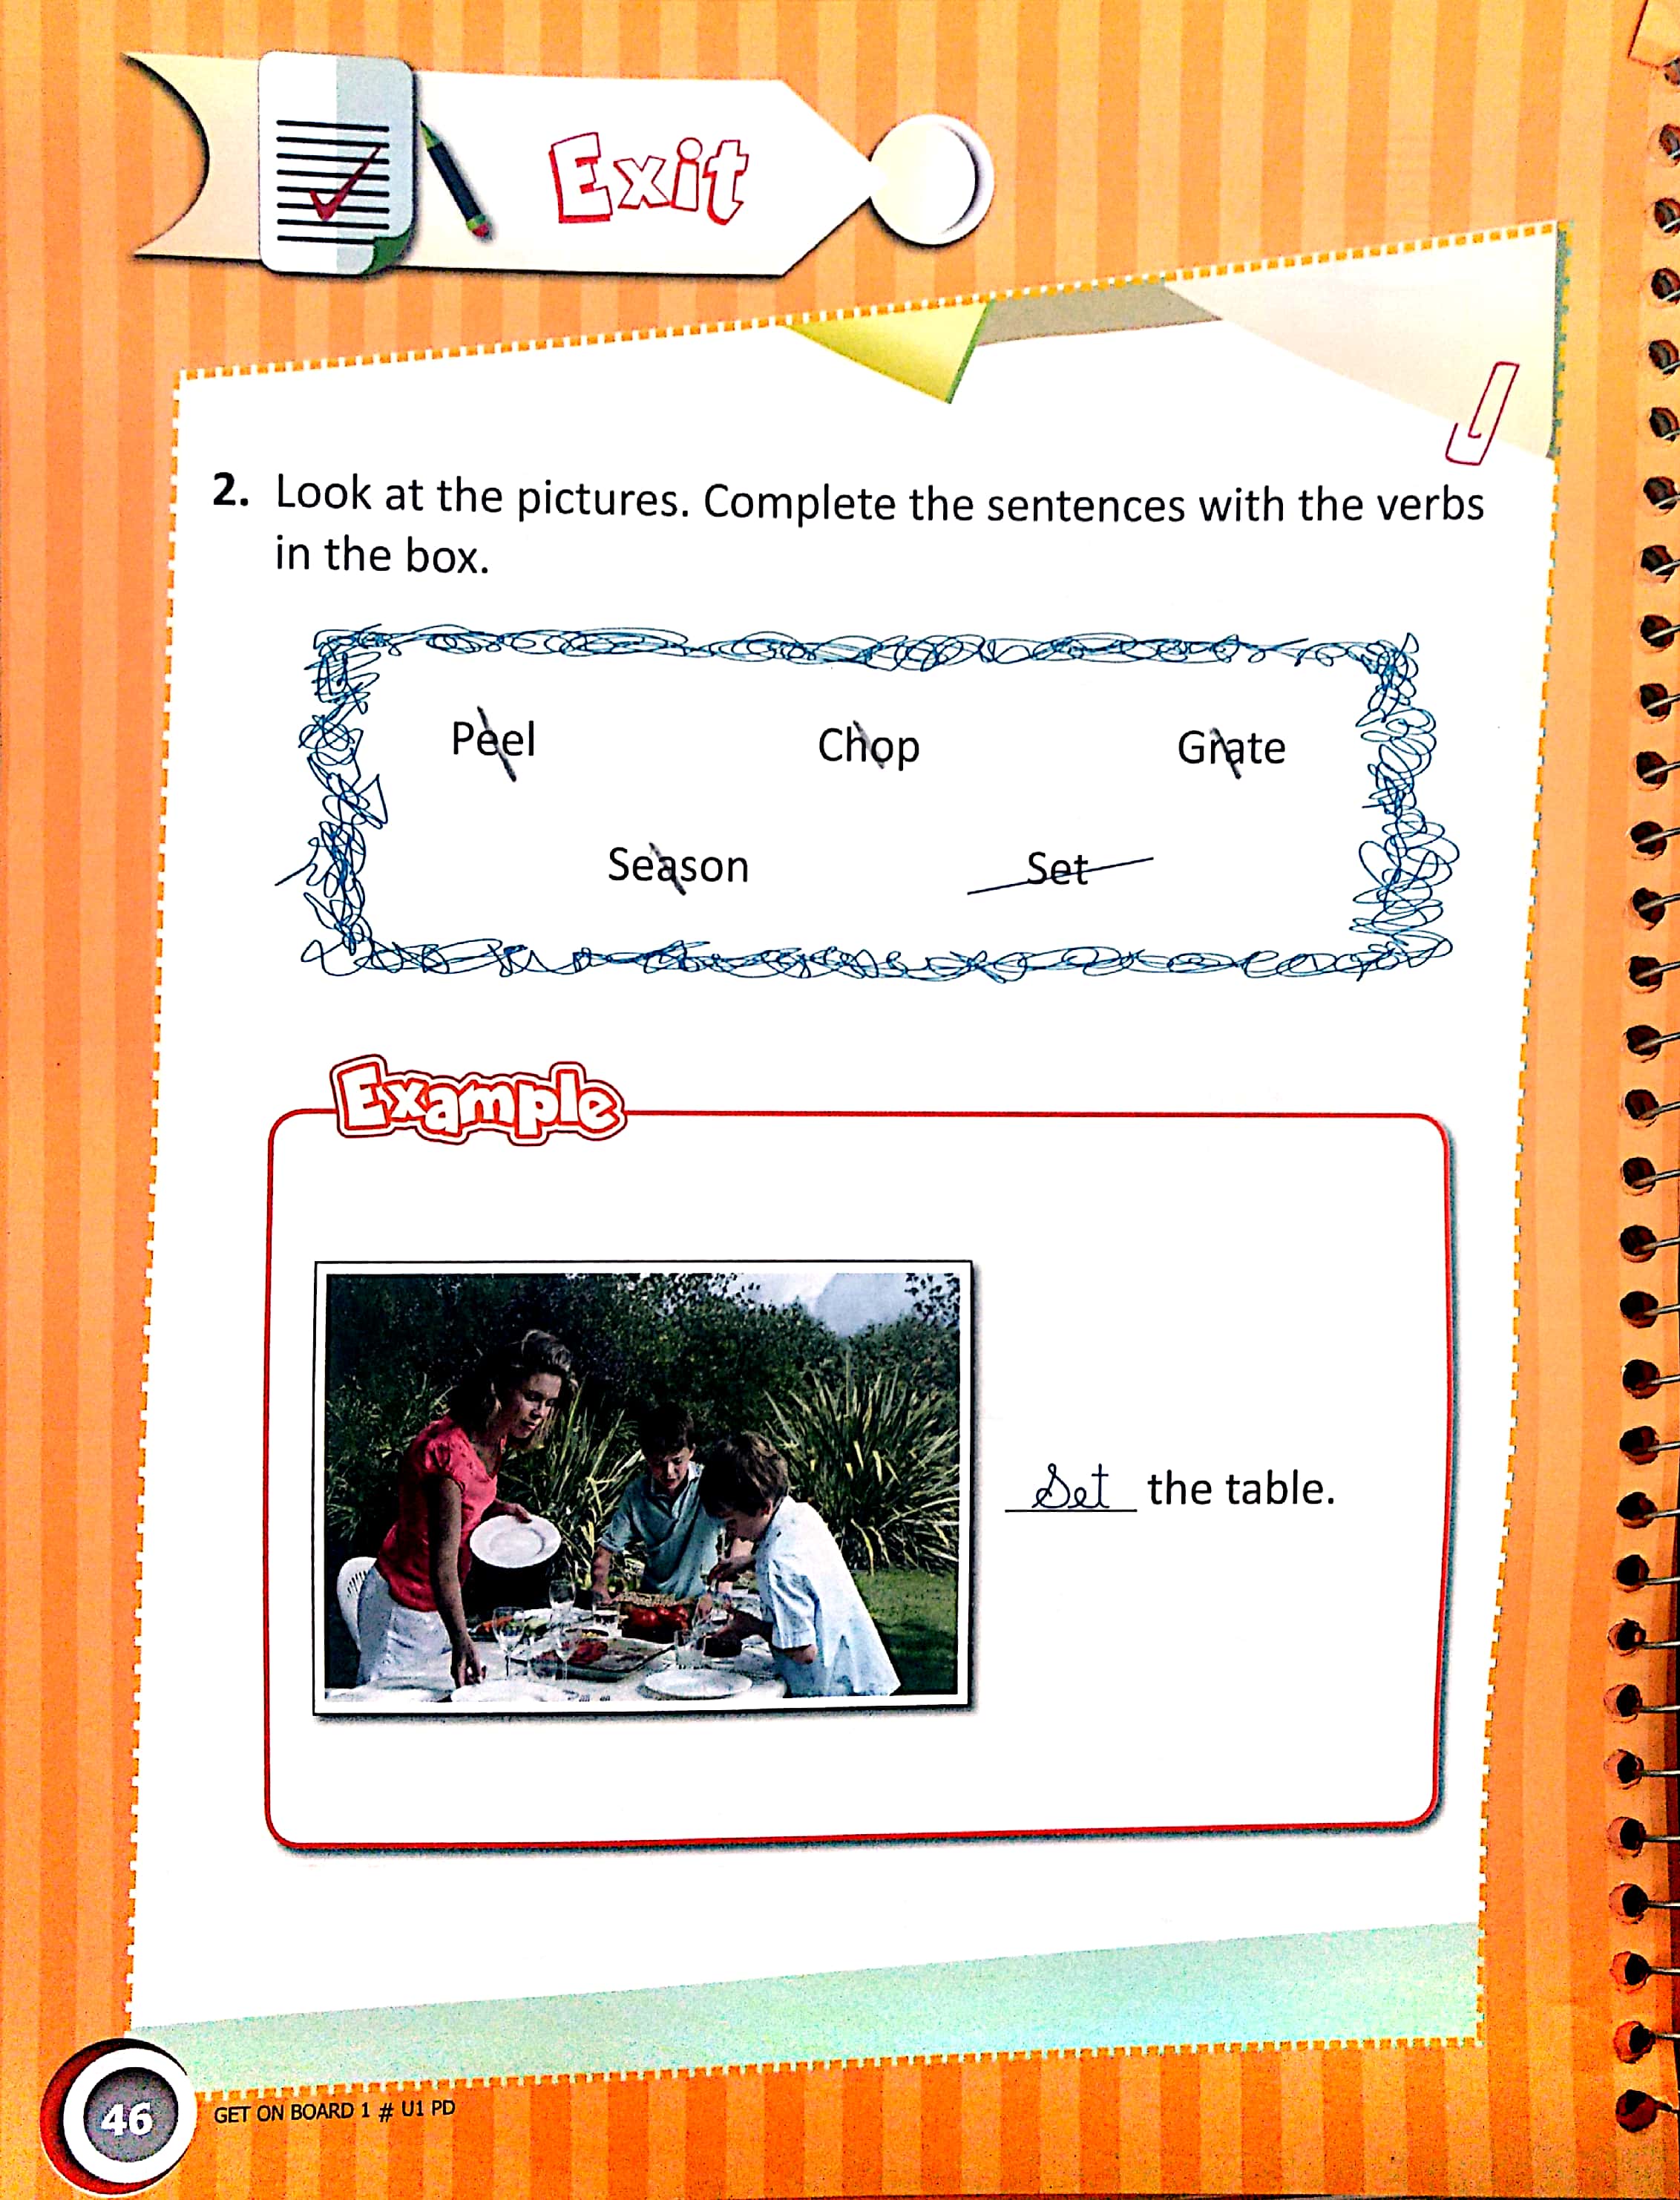 Exit
2. Look at the pictures. Complete the sentences with the verbs
in the box.
Peel Chop Grate
Season Set
Example
Set the table.
46 GET ON BOARD 1 # U1 PD